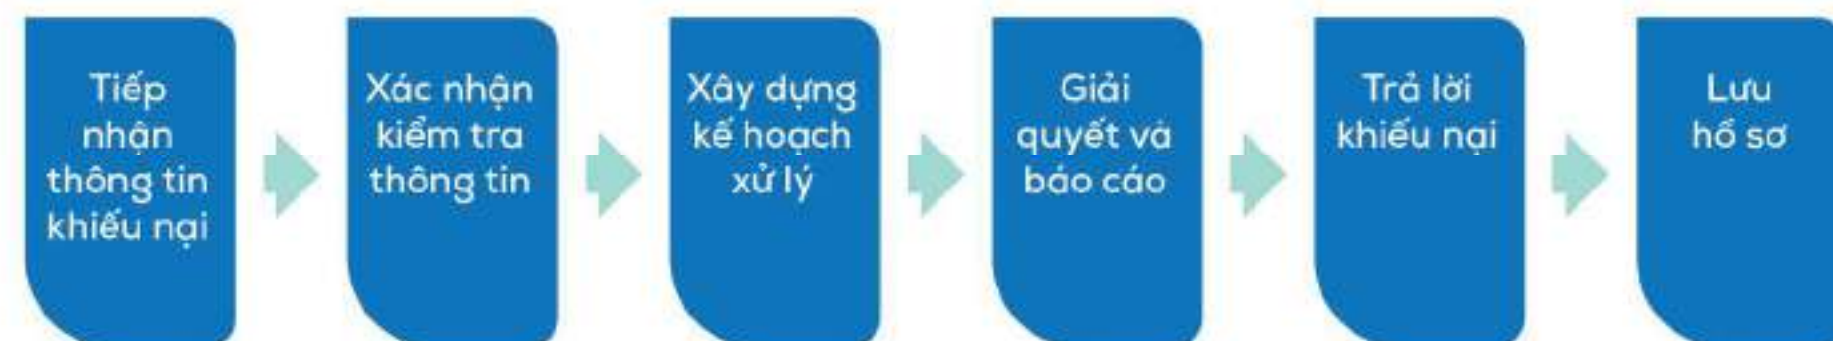 Tiếp
nhận
thông tin
khiếu nại
Xác nhận
kiểm tra
thông tin
Xây dựng
kế hoạch
xử lý
Giải
quyết và
báo cáo
Trả lời
khiếu nại
Lưu
hồ sơ